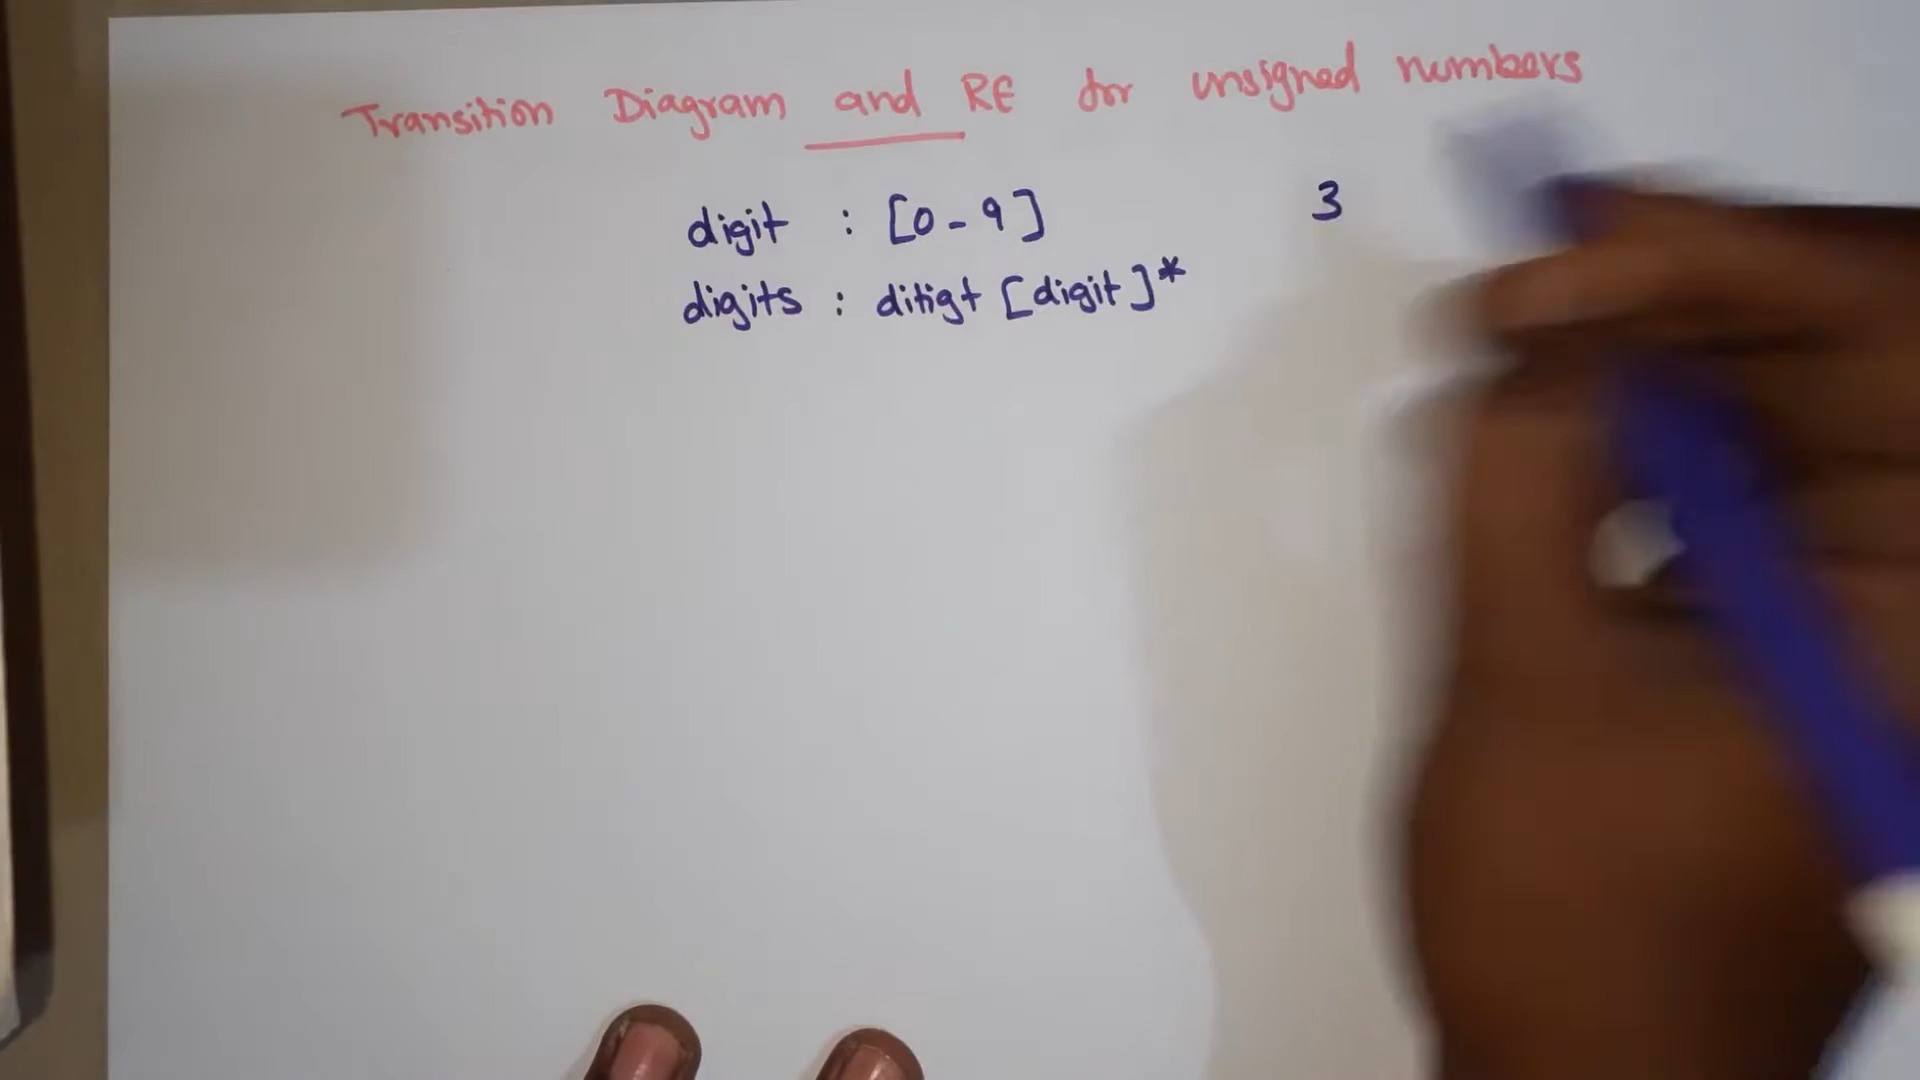 Transition Diagram and RE for unsigned numbers
digit : [0-9] 3
digits : ditigt [digit]*